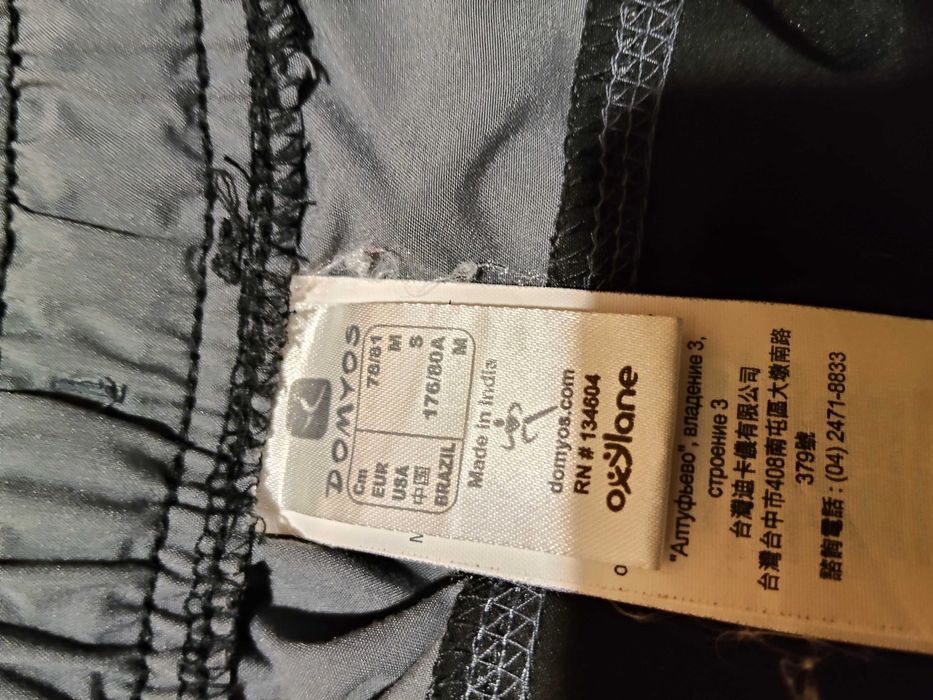 DOMYOS
Cm 78/81
EUR M
USA S
中国 176/80A
BRAZIL M
Made in India
domyos.com
RN # 134604
oxylane
"Алтуфьево", владение 3,
строение 3
台灣迪卡儂有限公司
台灣台中市408南屯區大墩南路
379號
諮詢電話 : (04) 2471-8833